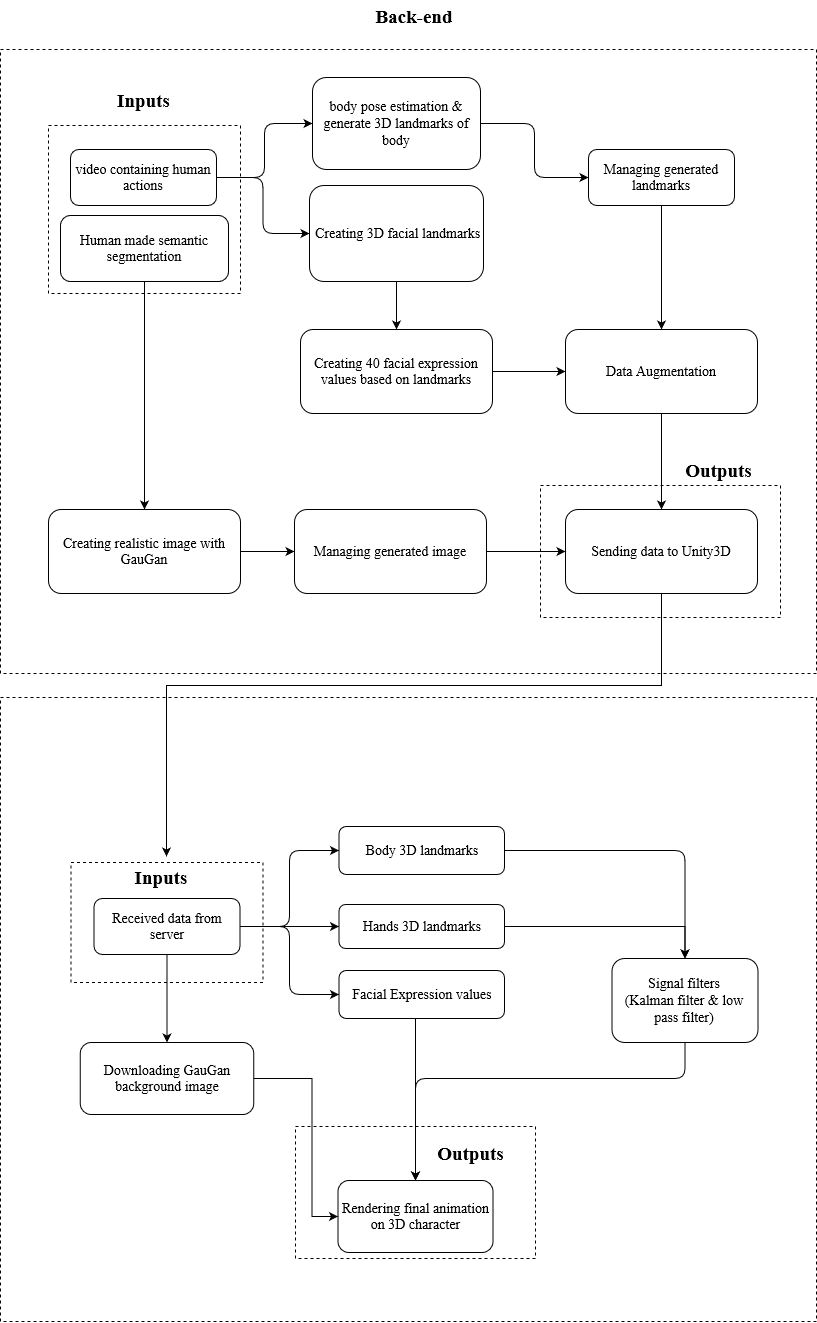 Back-end
Inputs
video containing human
actions
Human made semantic
segmentation
body pose estimation &
generate 3D landmarks of
body
Creating 3D facial landmarks
Managing generated
landmarks
Creating 40 facial expression
values based on landmarks
Data Augmentation
Outputs
Creating realistic image with
GauGan
Managing generated image
Sending data to Unity3D
Inputs
Received data from
server
Body 3D landmarks
Hands 3D landmarks
Facial Expression values
Signal filters
(Kalman filter & low
pass filter)
Downloading GauGan
background image
Outputs
Rendering final animation
on 3D character